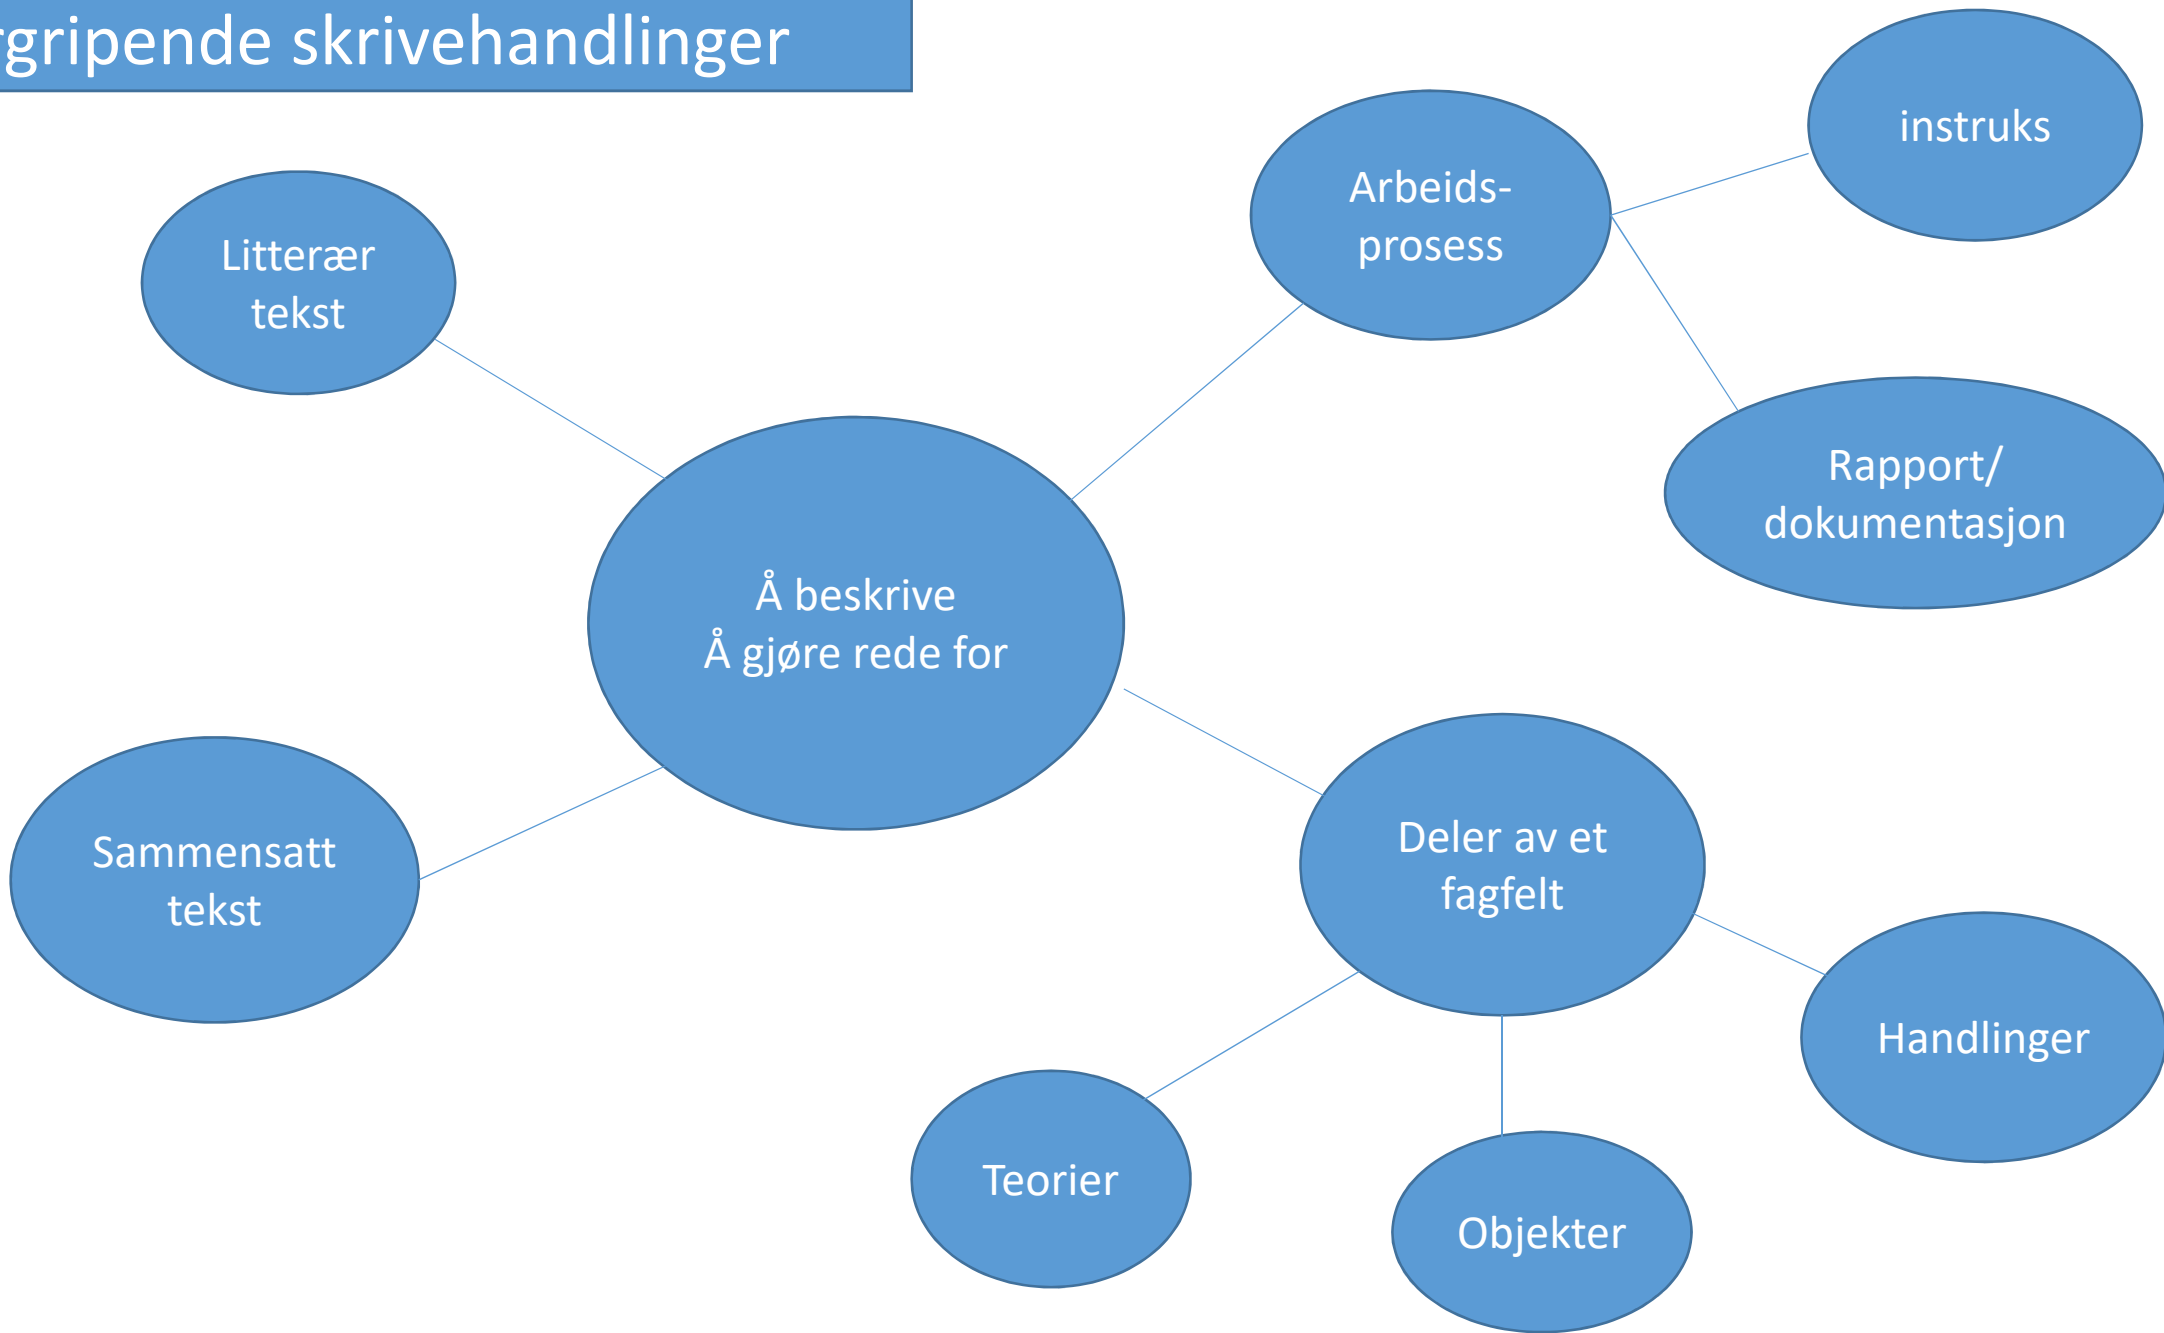 gripende skrivehandlinger
instruks
Arbeids-
prosess
Litterær
tekst
Rapport/
dokumentasjon
Å beskrive
Å gjøre rede for
Sammensatt
tekst
Deler av et
fagfelt
Handlinger
Teorier
Objekter